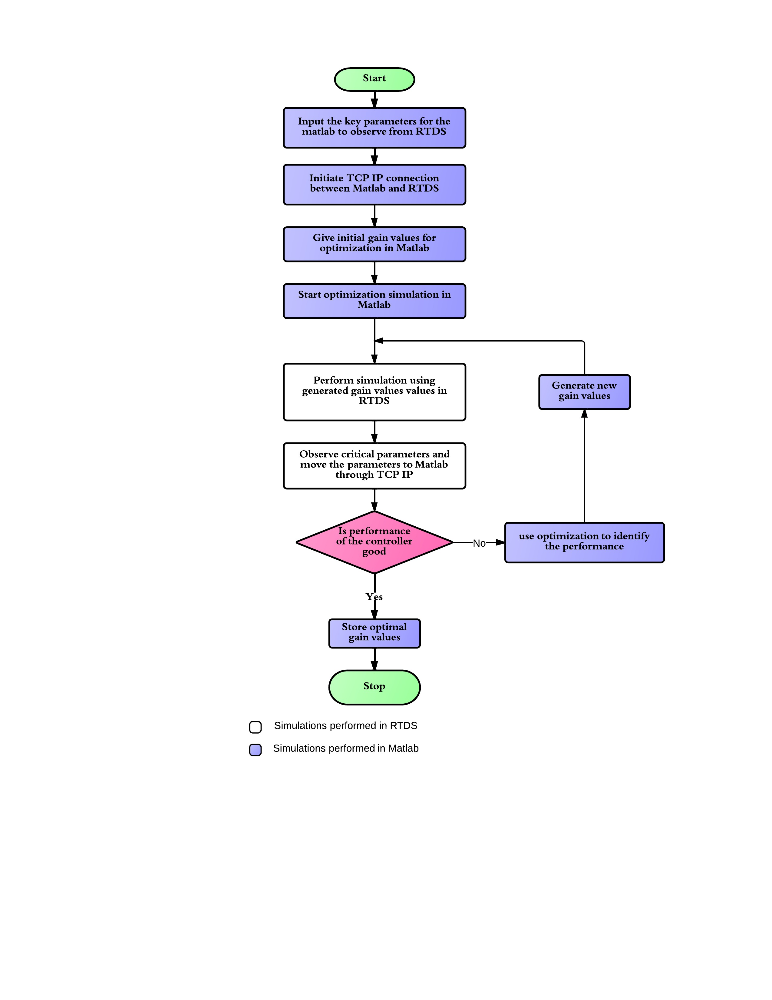 Start
Input the key parameters for the
matlab to observe from RTDS
Initiate TCP IP connection
between Matlab and RTDS
Give initial gain values for
optimization in Matlab
Start optimization simulation in
Matlab
Perform simulation using
generated gain values values in
RTDS
Generate new
gain values
Observe critical parameters and
move the parameters to Matlab
through TCP IP
Is performance
of the controller
good
No
use optimization to identify
the performance
Yes
Store optimal
gain values
Stop
Simulations performed in RTDS
Simulations performed in Matlab